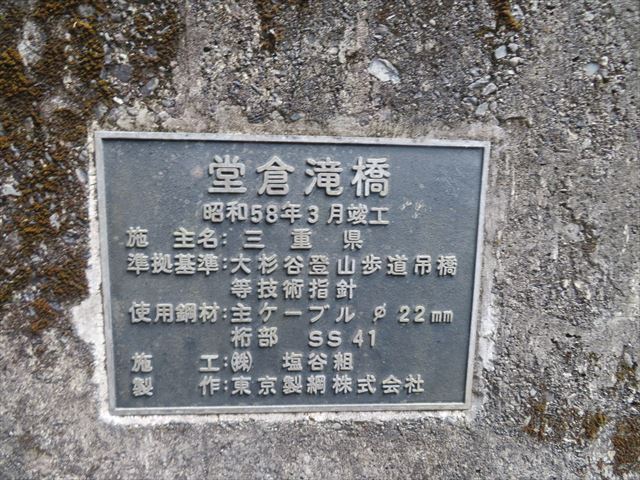 堂倉滝橋
昭和58年3月竣工
施主名:三重県
準拠基準:大杉谷登山歩道吊橋
等技術指針
使用鋼材:主ケーブル φ22mm
桁部 SS41
施工:㈱ 塩谷組
製作:東京製綱株式会社